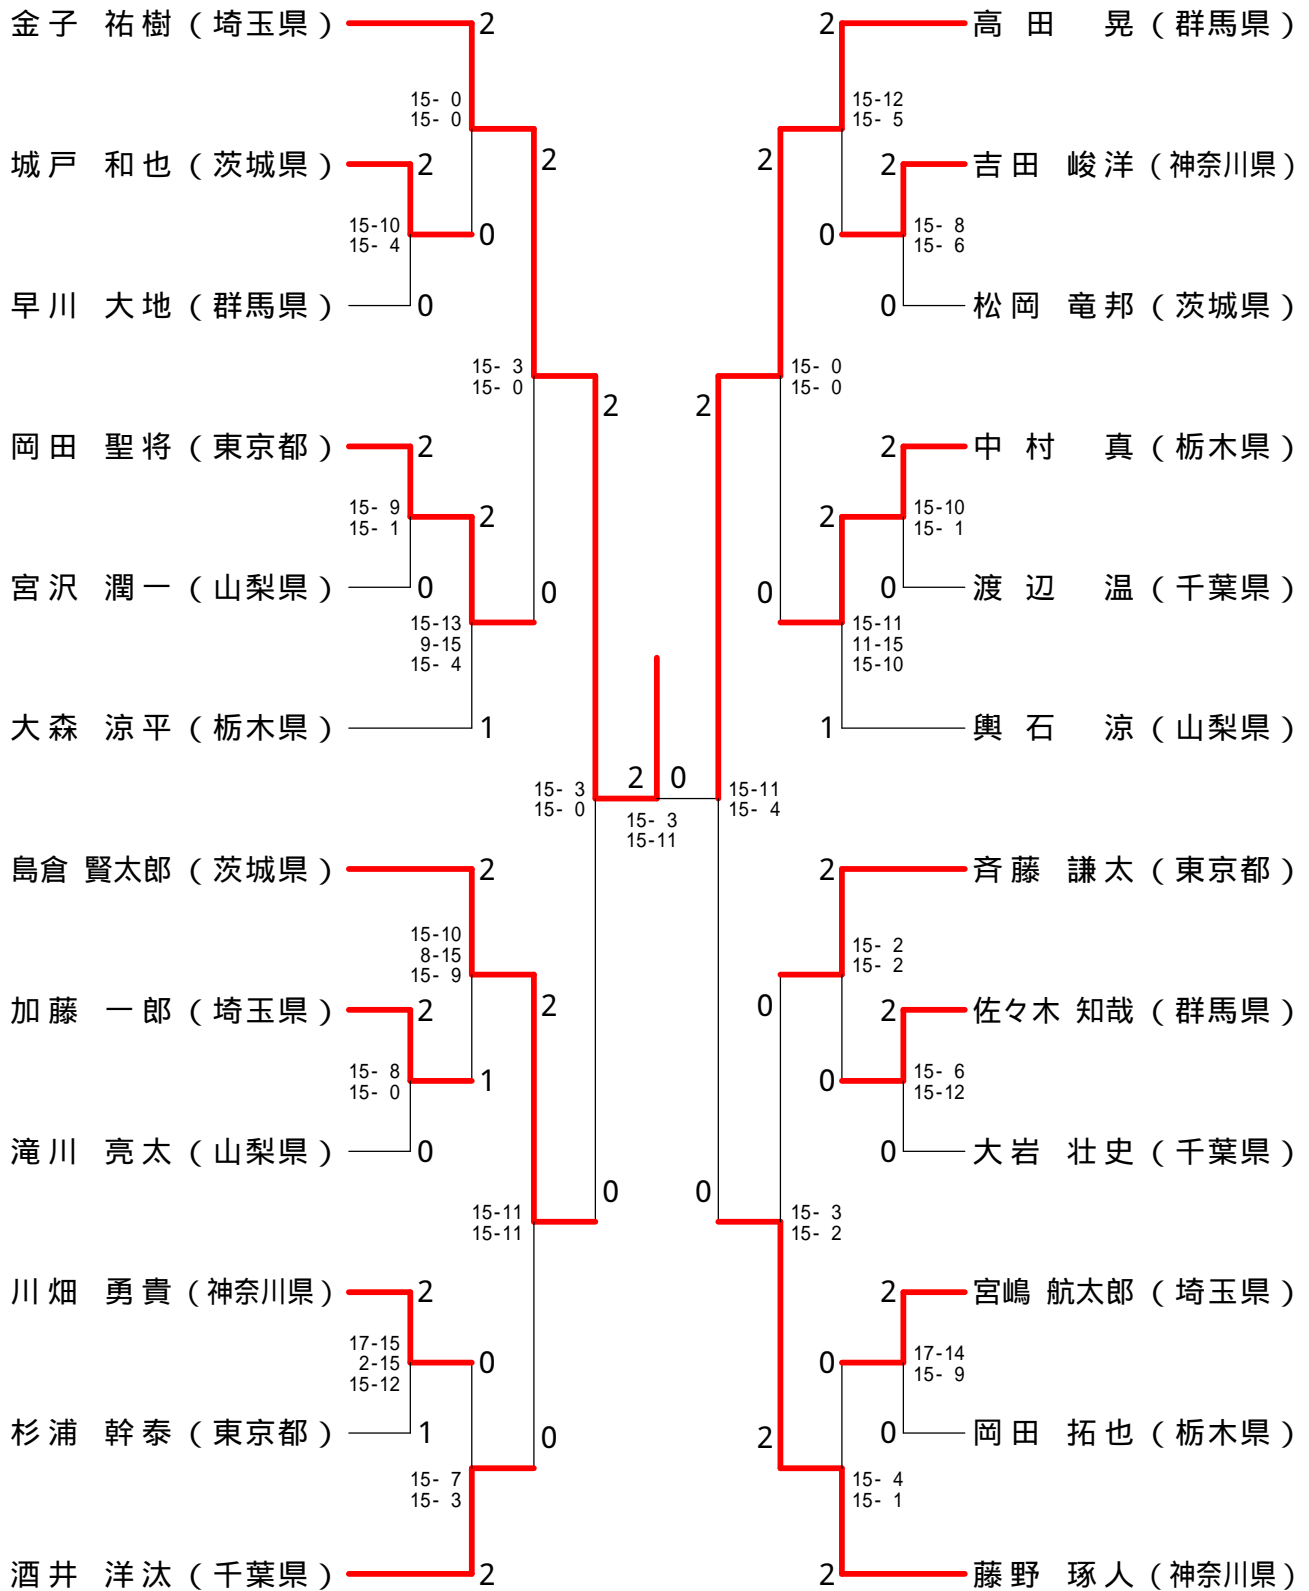 金子 祐樹 (埼玉県) 2
15- 0
15- 0
城戸 和也 (茨城県) 2
2
15-10
15- 4
0
早川 大地 (群馬県) 0
15- 3
15- 0
2
岡田 聖将 (東京都) 2
15- 9
15- 1
2
宮沢 潤一 (山梨県) 0
0
15-13
9-15
15- 4
大森 涼平 (栃木県) 1
15- 3
15- 0
島倉 賢太郎 (茨城県) 2
15-10
8-15
15- 9
加藤 一郎 (埼玉県) 2
2
15- 8
15- 0
1
滝川 亮太 (山梨県) 0
0
15-11
15-11
川畑 勇貴 (神奈川県) 2
17-15
2-15
15-12
0
杉浦 幹泰 (東京都) 1
0
15- 7
15- 3
酒井 洋汰 (千葉県) 2
2 0
15- 3
15-11
2 高田 晃 (群馬県)
15-12
15- 5
2
2 吉田 峻洋 (神奈川県)
0
15- 8
15- 6
0 松岡 竜邦 (茨城県)
15- 0
15- 0
2
2 中村 真 (栃木県)
2
15-10
15- 1
0
0 渡辺 温 (千葉県)
15-11
11-15
15-10
1 輿石 涼 (山梨県)
15-11
15- 4
2 斉藤 謙太 (東京都)
15- 2
15- 2
0
2 佐々木 知哉 (群馬県)
0
15- 6
15-12
0 大岩 壮史 (千葉県)
0
15- 3
15- 2
2 宮嶋 航太郎 (埼玉県)
0
17-14
15- 9
2
0 岡田 拓也 (栃木県)
15- 4
15- 1
2 藤野 琢人 (神奈川県)